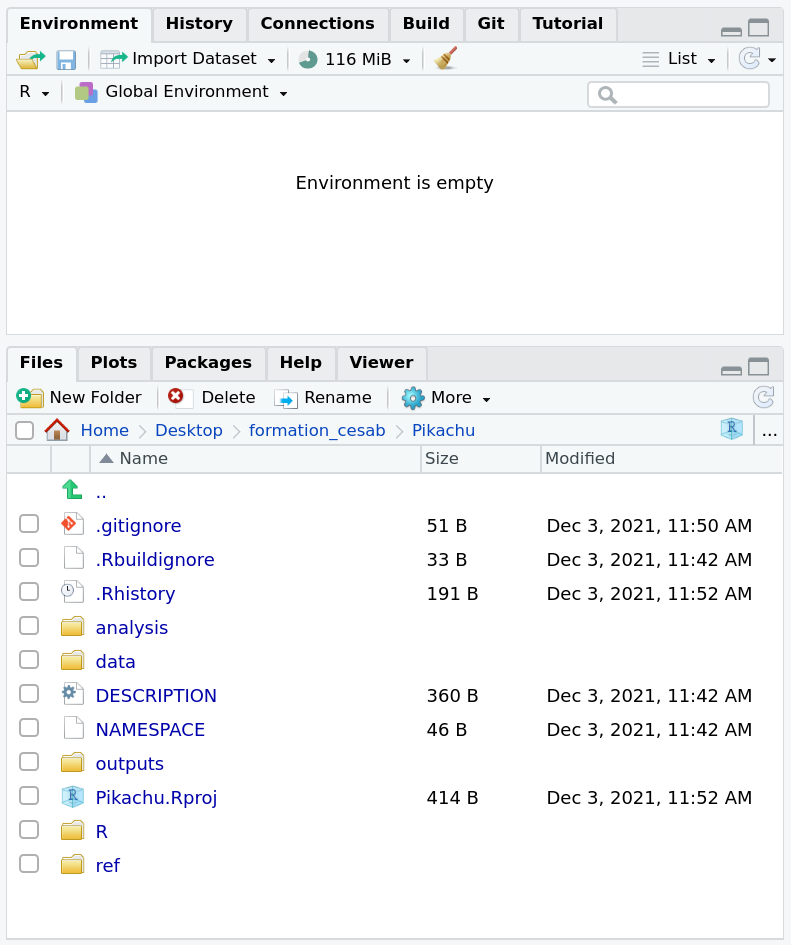 Environment History Connections Build Git Tutorial
Import Dataset 116 MiB List
R Global Environment
Environment is empty
Files Plots Packages Help Viewer
New Folder Delete Rename More
Home Desktop formation_cesab Pikachu R ...
Name Size Modified
..
.gitignore 51 B Dec 3, 2021, 11:50 AM
.Rbuildignore 33 B Dec 3, 2021, 11:42 AM
.Rhistory 191 B Dec 3, 2021, 11:52 AM
analysis
data
DESCRIPTION 360 B Dec 3, 2021, 11:42 AM
NAMESPACE 46 B Dec 3, 2021, 11:42 AM
outputs
R Pikachu.Rproj 414 B Dec 3, 2021, 11:52 AM
R
ref